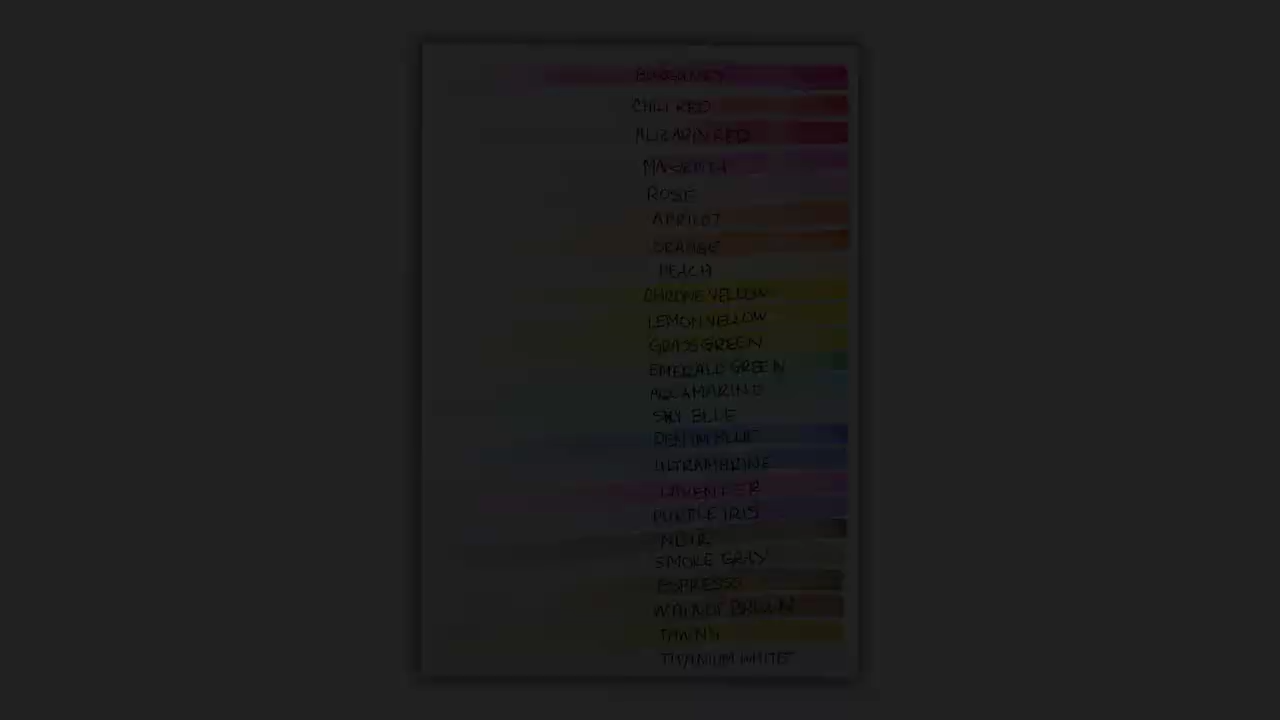 BURGUNDY
CHILI RED
ALIZARIN RED
MAGENTA
ROSE
APRICOT
ORANGE
PEACH
CHROME YELLOW
LEMON YELLOW
GRASS GREEN
EMERALD GREEN
AQUAMARINE
SKY BLUE
DENIM BLUE
ULTRAMARINE
LAVENDER
PURPLE IRIS
NOIR
SMOKE GRAY
ESPRESSO
WALNUT BROWN
TAWNY
TITANIUM WHITE